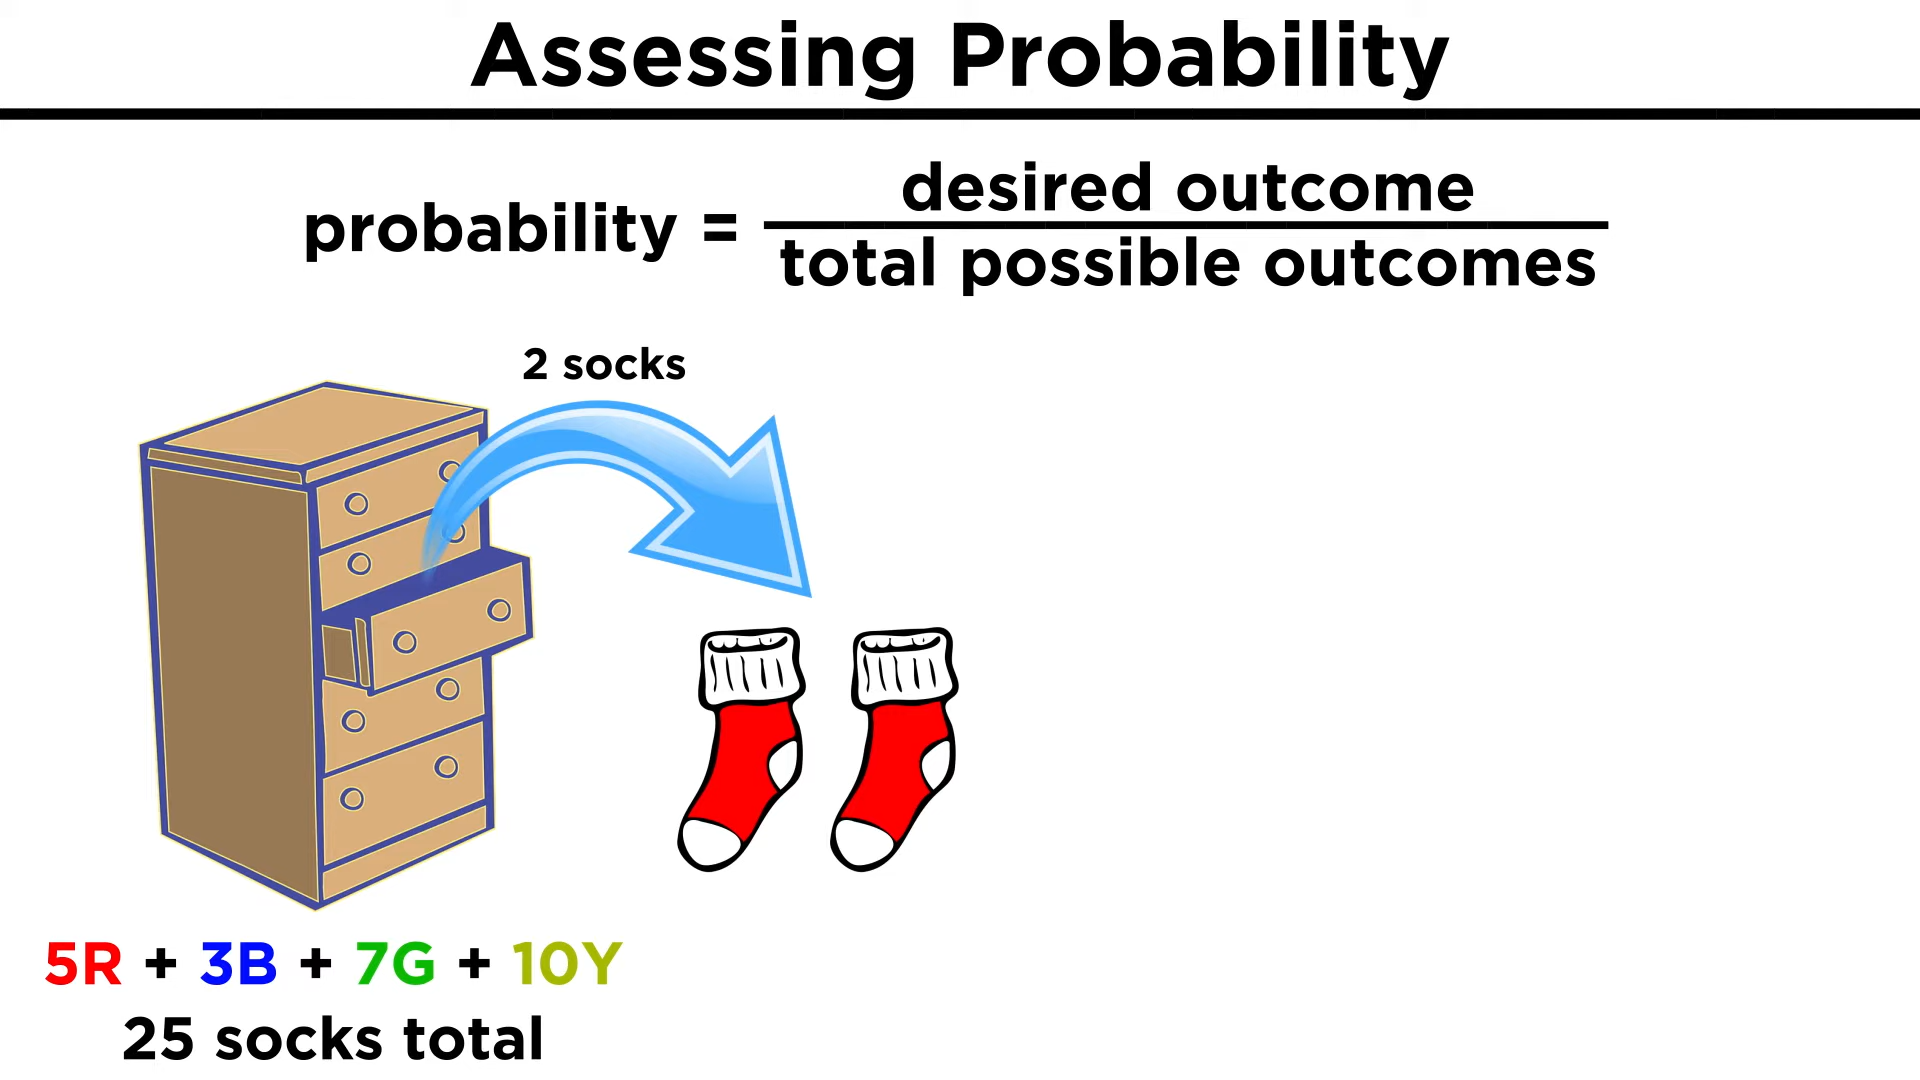 Assessing Probability
probability = desired outcome
total possible outcomes
2 socks
5R + 3B + 7G + 10Y
25 socks total